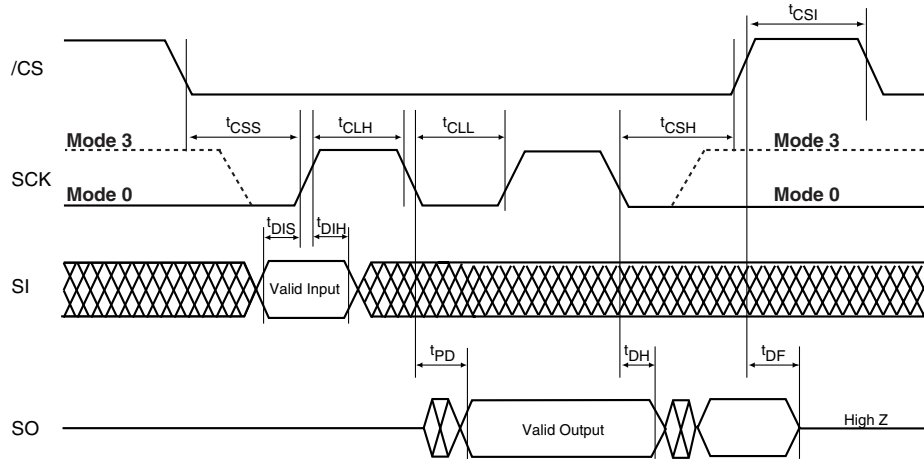 tCSI
/CS
tCSS tCLH tCLL tCSH
Mode 3 Mode 3
SCK
Mode 0 Mode 0
tDIS tDIH
SI Valid Input
tPD tDH tDF
SO Valid Output High Z